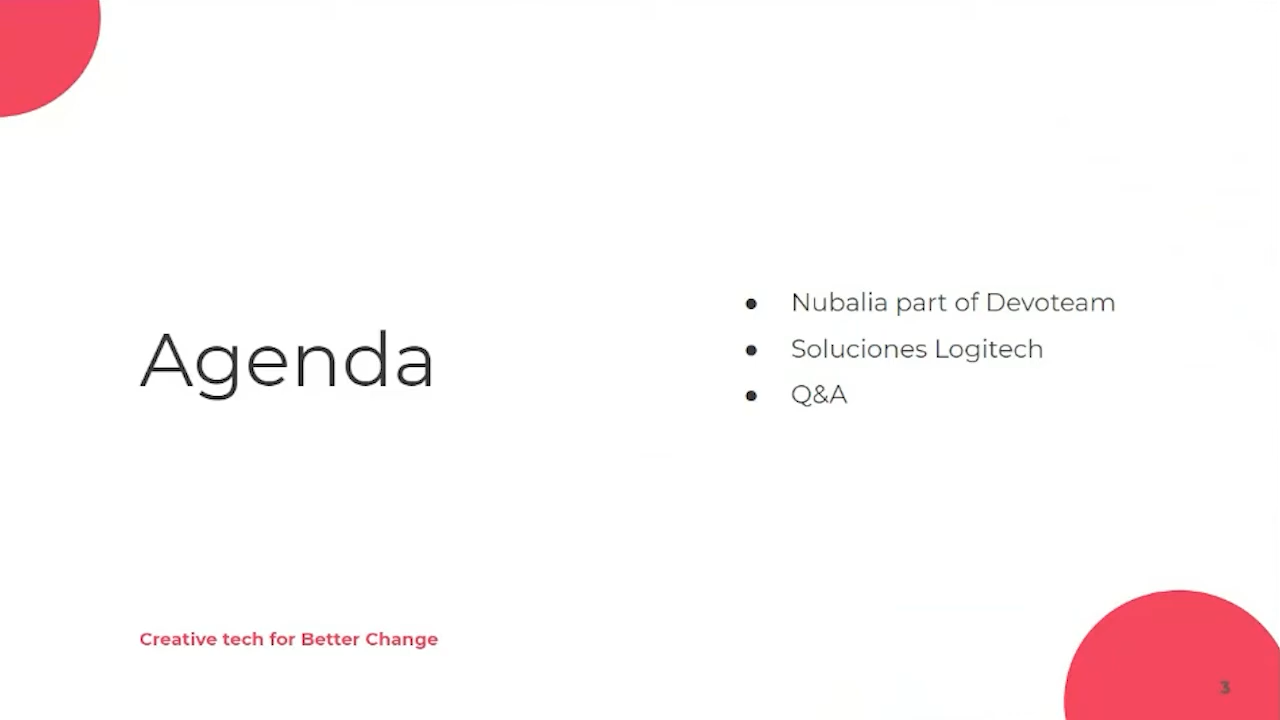 Agenda
● Nubalia part of Devoteam
● Soluciones Logitech
● Q&A
Creative tech for Better Change
3